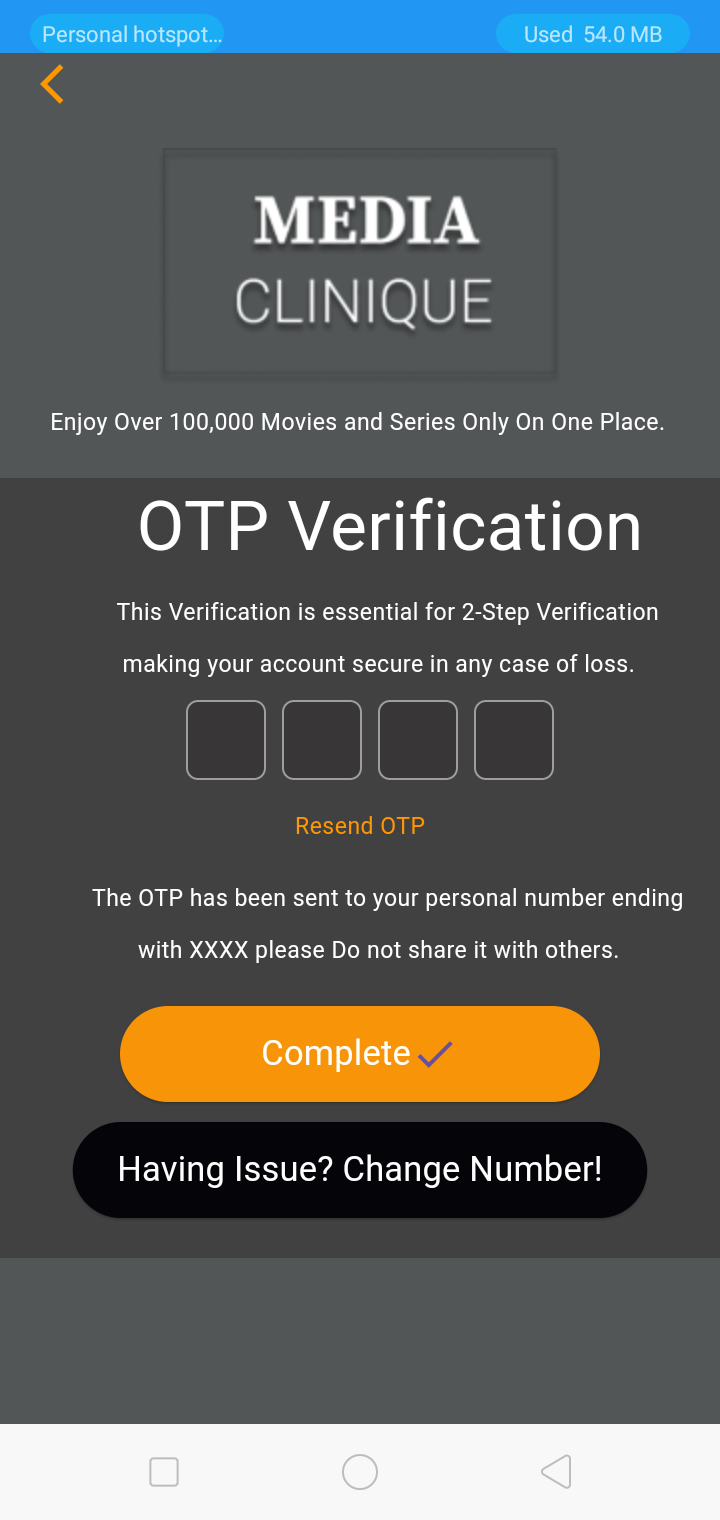 Personal hotspot... Used 54.0 MB
MEDIA
CLINIQUE
Enjoy Over 100,000 Movies and Series Only On One Place.
OTP Verification
This Verification is essential for 2-Step Verification
making your account secure in any case of loss.
Resend OTP
The OTP has been sent to your personal number ending
with XXXX please Do not share it with others.
Complete
Having Issue? Change Number!